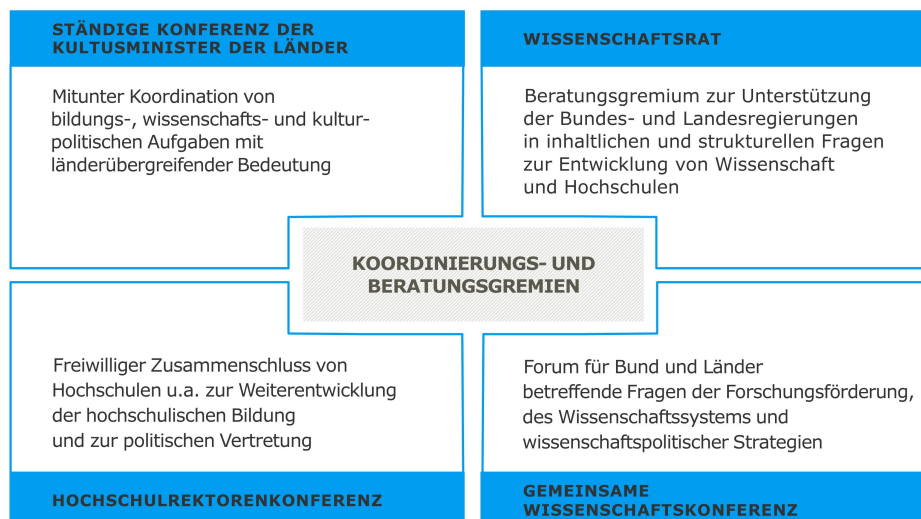 STÄNDIGE KONFERENZ DER
KULTUSMINISTER DER LÄNDER
Mitunter Koordination von
bildungs-, wissenschafts- und kultur-
politischen Aufgaben mit
länderübergreifender Bedeutung
WISSENSCHAFTSRAT
Beratungsgremium zur Unterstützung
der Bundes- und Landesregierungen
in inhaltlichen und strukturellen Fragen
zur Entwicklung von Wissenschaft
und Hochschulen
KOORDINIERUNGS- UND
BERATUNGSGREMIEN
Freiwilliger Zusammenschluss von
Hochschulen u.a. zur Weiterentwicklung
der hochschulischen Bildung
und zur politischen Vertretung
HOCHSCHULREKTORENKONFERENZ
Forum für Bund und Länder
betreffende Fragen der Forschungsförderung,
des Wissenschaftssystems und
wissenschaftspolitischer Strategien
GEMEINSAME
WISSENSCHAFTSKONFERENZ